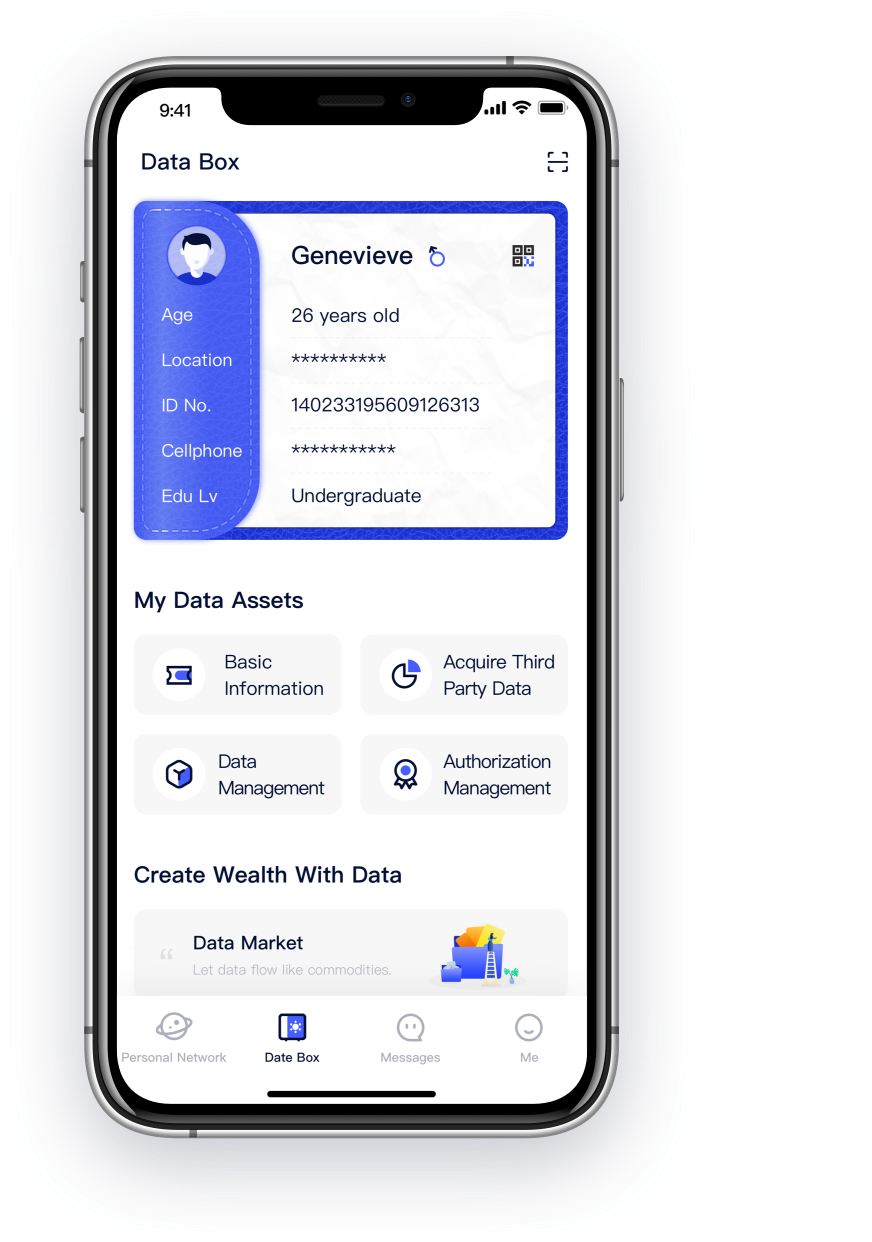 9:41
Data Box
Genevieve
Age
26 years old
Location
**********
ID No.
140233195609126313
Cellphone
***********
Edu Lv
Undergraduate
My Data Assets
Basic
Information
Acquire Third
Party Data
Data
Management
Authorization
Management
Create Wealth With Data
“
Data Market
Let data flow like commodities.
Personal Network
Date Box
Messages
Me